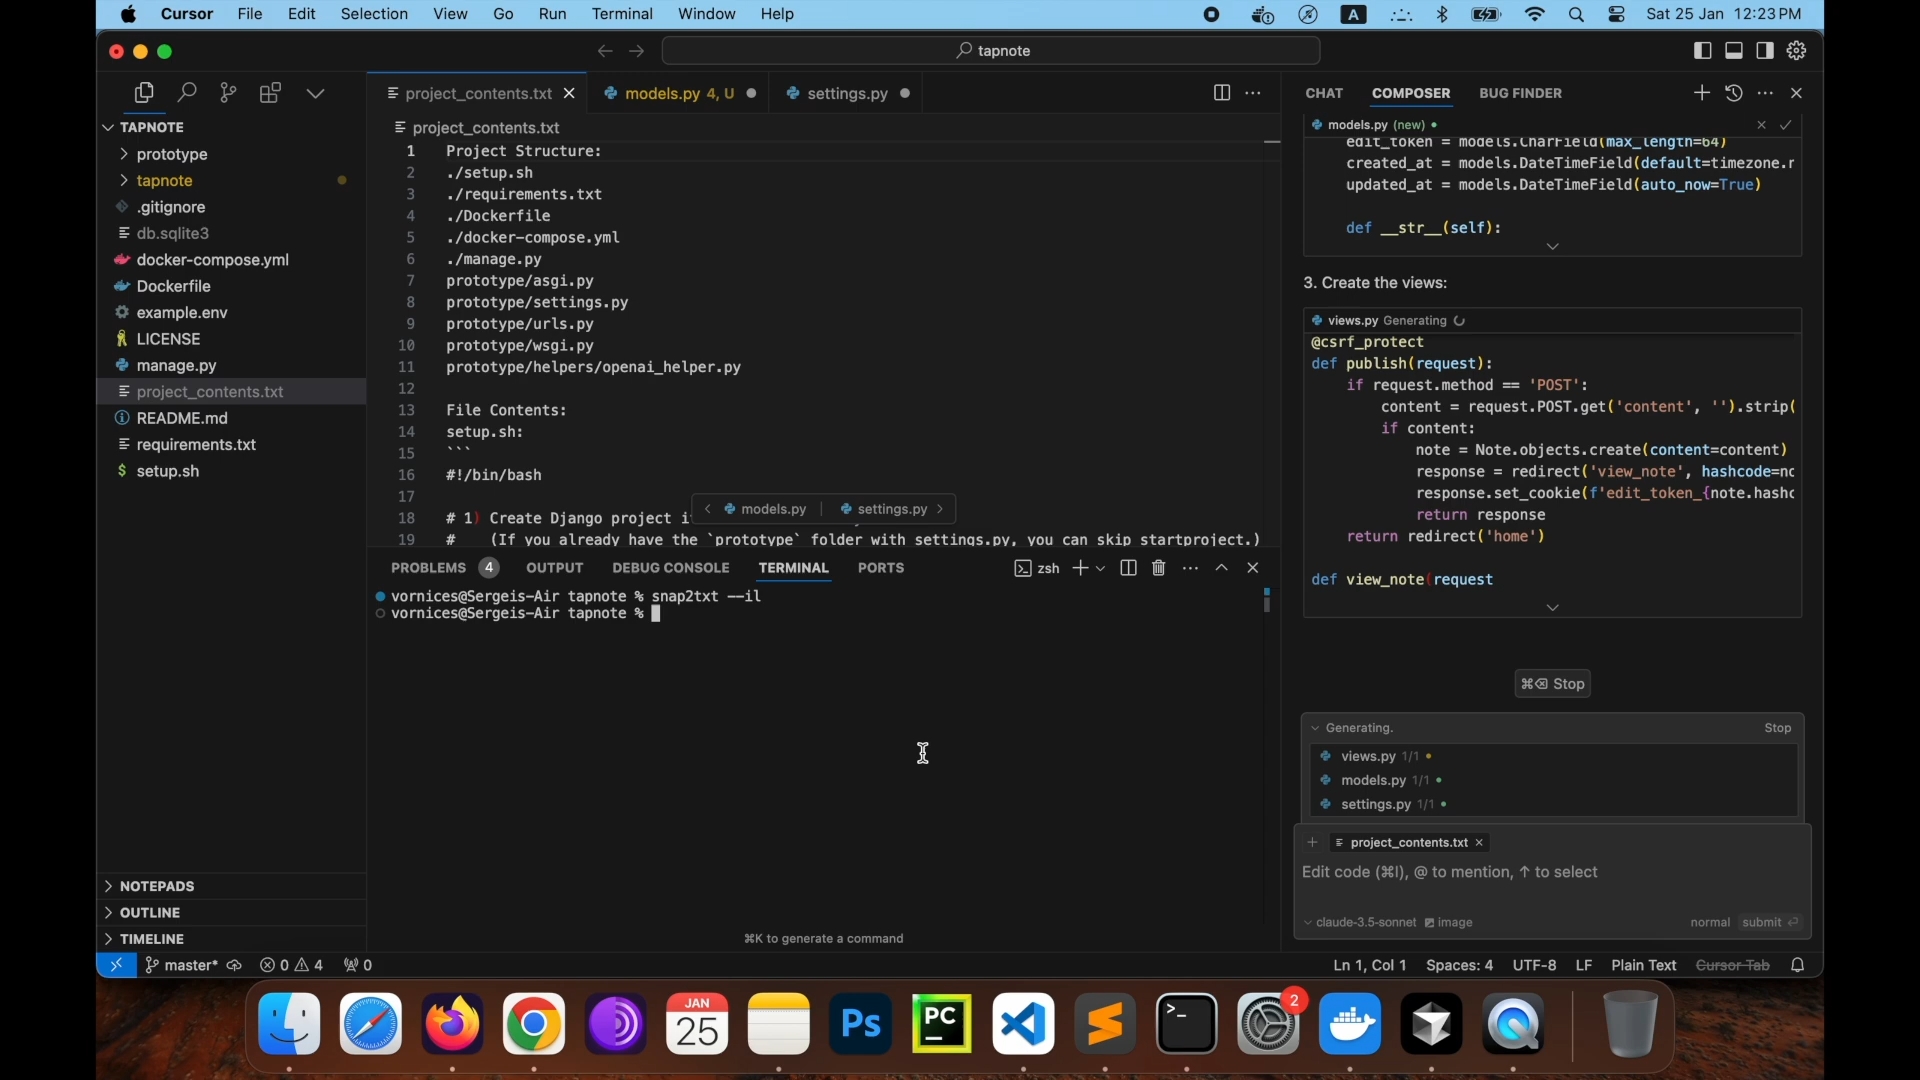 Cursor File Edit Selection View Go Run Terminal Window Help
A
Sat 25 Jan 12:23 PM
tapnote
project_contents.txt
models.py 4, U
settings.py
CHAT COMPOSER BUG FINDER
TAPNOTE
prototype
tapnote
.gitignore
db.sqlite3
docker-compose.yml
Dockerfile
example.env
LICENSE
manage.py
project_contents.txt
README.md
requirements.txt
setup.sh
NOTEPADS
OUTLINE
TIMELINE
project_contents.txt
1 Project Structure:
2 ./setup.sh
3 ./requirements.txt
4 ./Dockerfile
5 ./docker-compose.yml
6 ./manage.py
7 prototype/asgi.py
8 prototype/settings.py
9 prototype/urls.py
10 prototype/wsgi.py
11 prototype/helpers/openai_helper.py
12
13 File Contents:
14 setup.sh:
15 ```
16 #!/bin/bash
17
18 # 1) Create Django project i
19 # (If you already have the `prototype` folder with settings.py, you can skip startproject.)
models.py settings.py
PROBLEMS 4 OUTPUT DEBUG CONSOLE TERMINAL PORTS
zsh
vornices@Sergeis-Air tapnote % snap2txt --il
vornices@Sergeis-Air tapnote %
⌘K to generate a command
models.py (new)
edit_token = models.CharField(max_length=64)
created_at = models.DateTimeField(default=timezone.
updated_at = models.DateTimeField(auto_now=True)
def __str__(self):
3. Create the views:
views.py Generating
@csrf_protect
def publish(request):
if request.method == 'POST':
content = request.POST.get('content', '').strip(
if content:
note = Note.objects.create(content=content)
response = redirect('view_note', hashcode=no
response.set_cookie(f'edit_token_{note.hashc
return response
return redirect('home')
def view_note(request
⌘⌫ Stop
Generating.
Stop
views.py 1/1
models.py 1/1
settings.py 1/1
project_contents.txt
Edit code (⌘I), @ to mention, ↑ to select
claude-3.5-sonnet image normal submit
master* 0 4 0
Ln 1, Col 1 Spaces: 4 UTF-8 LF Plain Text Cursor Tab
JAN
25
Ps
PC
>_
2